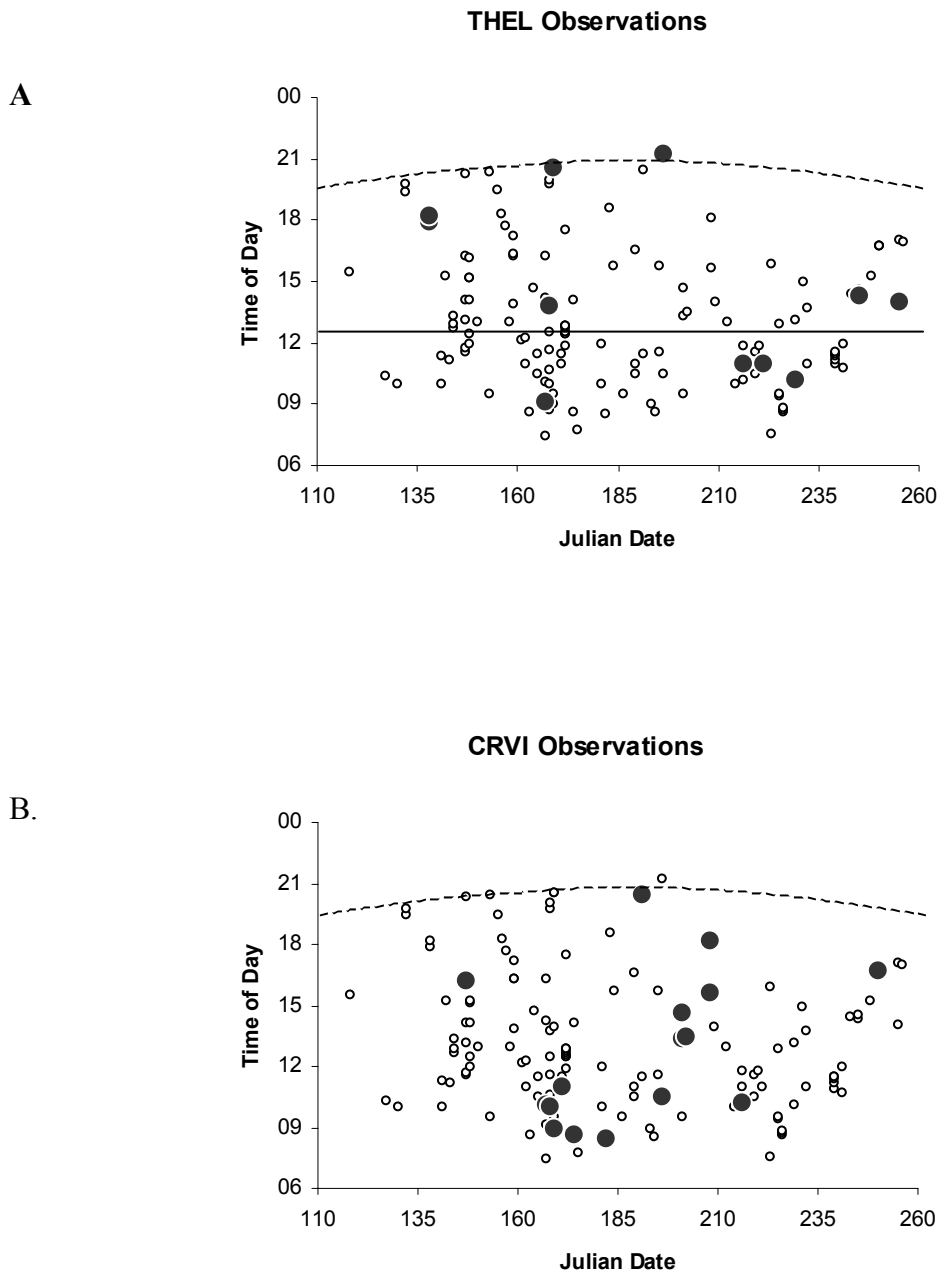 THEL Observations
A
00
21
18
15
12
09
06
Time of Day
110 135 160 185 210 235 260
Julian Date
CRVI Observations
B.
00
21
18
15
12
09
06
Time of Day
110 135 160 185 210 235 260
Julian Date